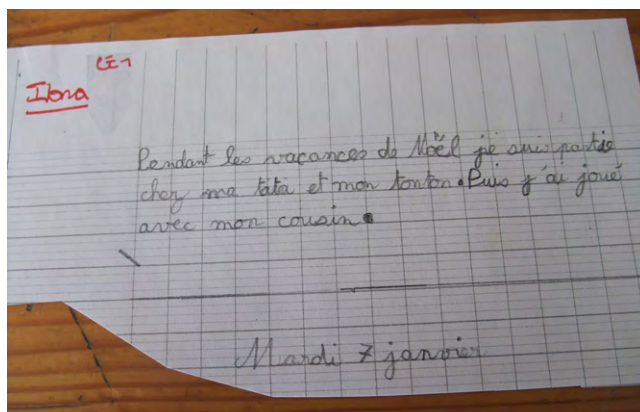 CE1
Ilona
Pendant les vacances de Noël je suis partie
chez ma tata et mon tonton. Puis j'ai joué
avec mon cousin.
Mardi 7 janvier